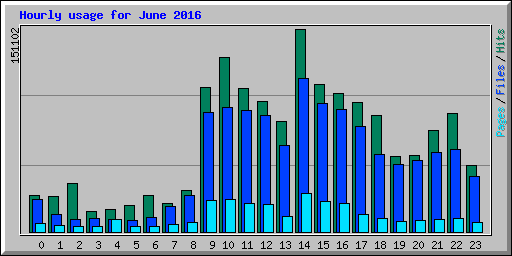 Hourly usage for June 2016
151102
Pages/Files/Hits
0 1 2 3 4 5 6 7 8 9 10 11 12 13 14 15 16 17 18 19 20 21 22 23